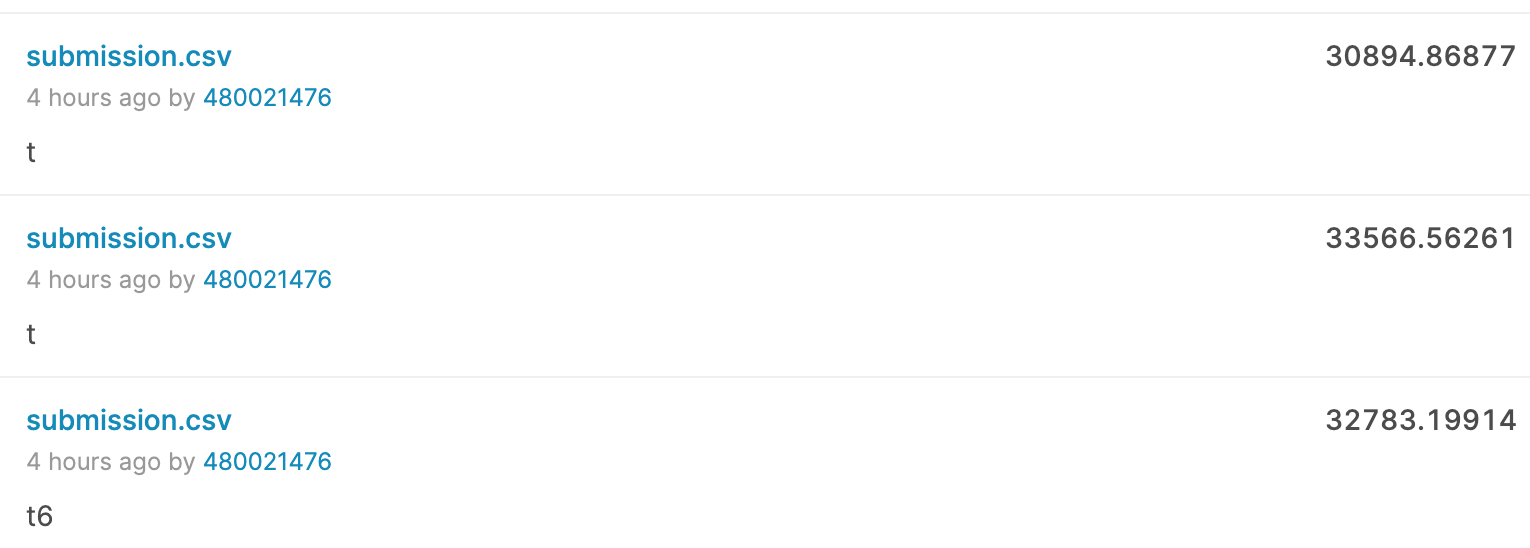 submission.csv 30894.86877
4 hours ago by 480021476
t
submission.csv 33566.56261
4 hours ago by 480021476
t
submission.csv 32783.19914
4 hours ago by 480021476
t6